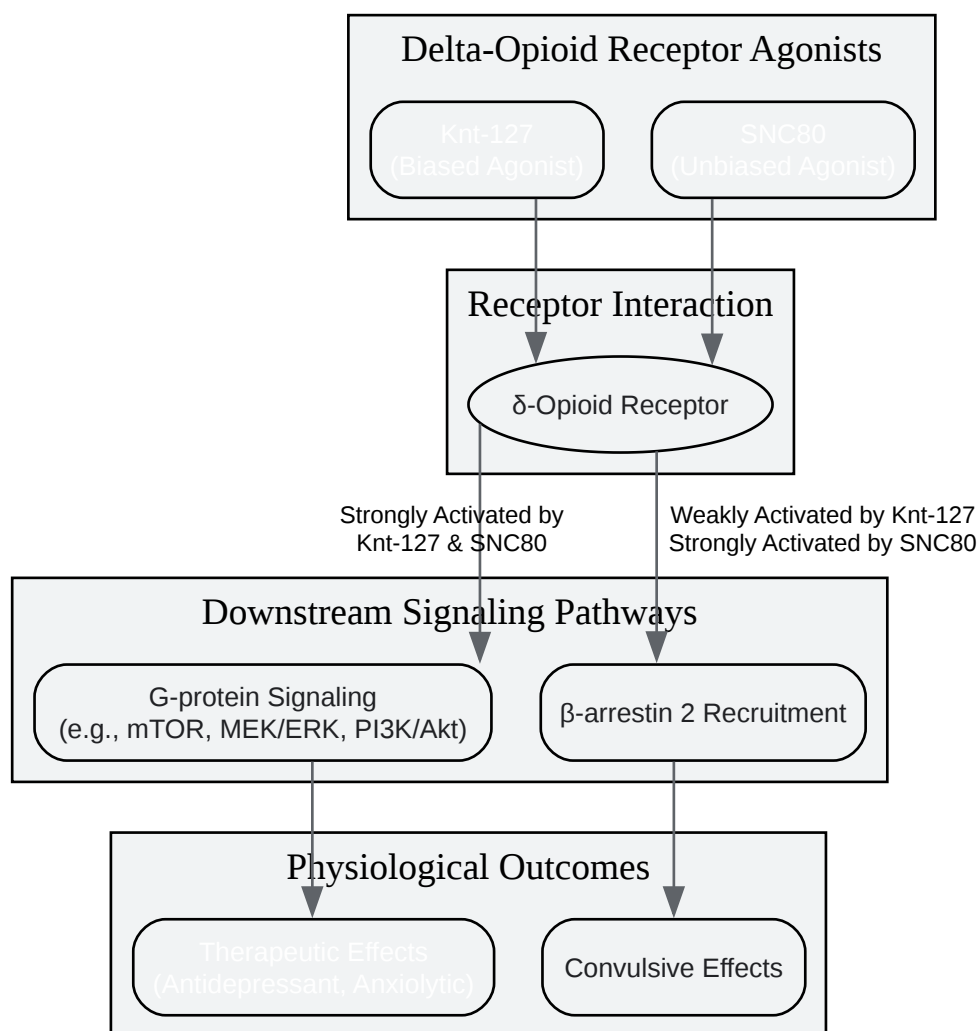 Delta-Opioid Receptor Agonists
Knt-127
(Biased Agonist)
SNC80
(Unbiased Agonist)
Receptor Interaction
δ-Opioid Receptor
Strongly Activated by
Knt-127 & SNC80
Weakly Activated by Knt-127
Strongly Activated by SNC80
Downstream Signaling Pathways
G-protein Signaling
(e.g., mTOR, MEK/ERK, PI3K/Akt)
β-arrestin 2 Recruitment
Physiological Outcomes
Therapeutic Effects
(Antidepressant, Anxiolytic)
Convulsive Effects